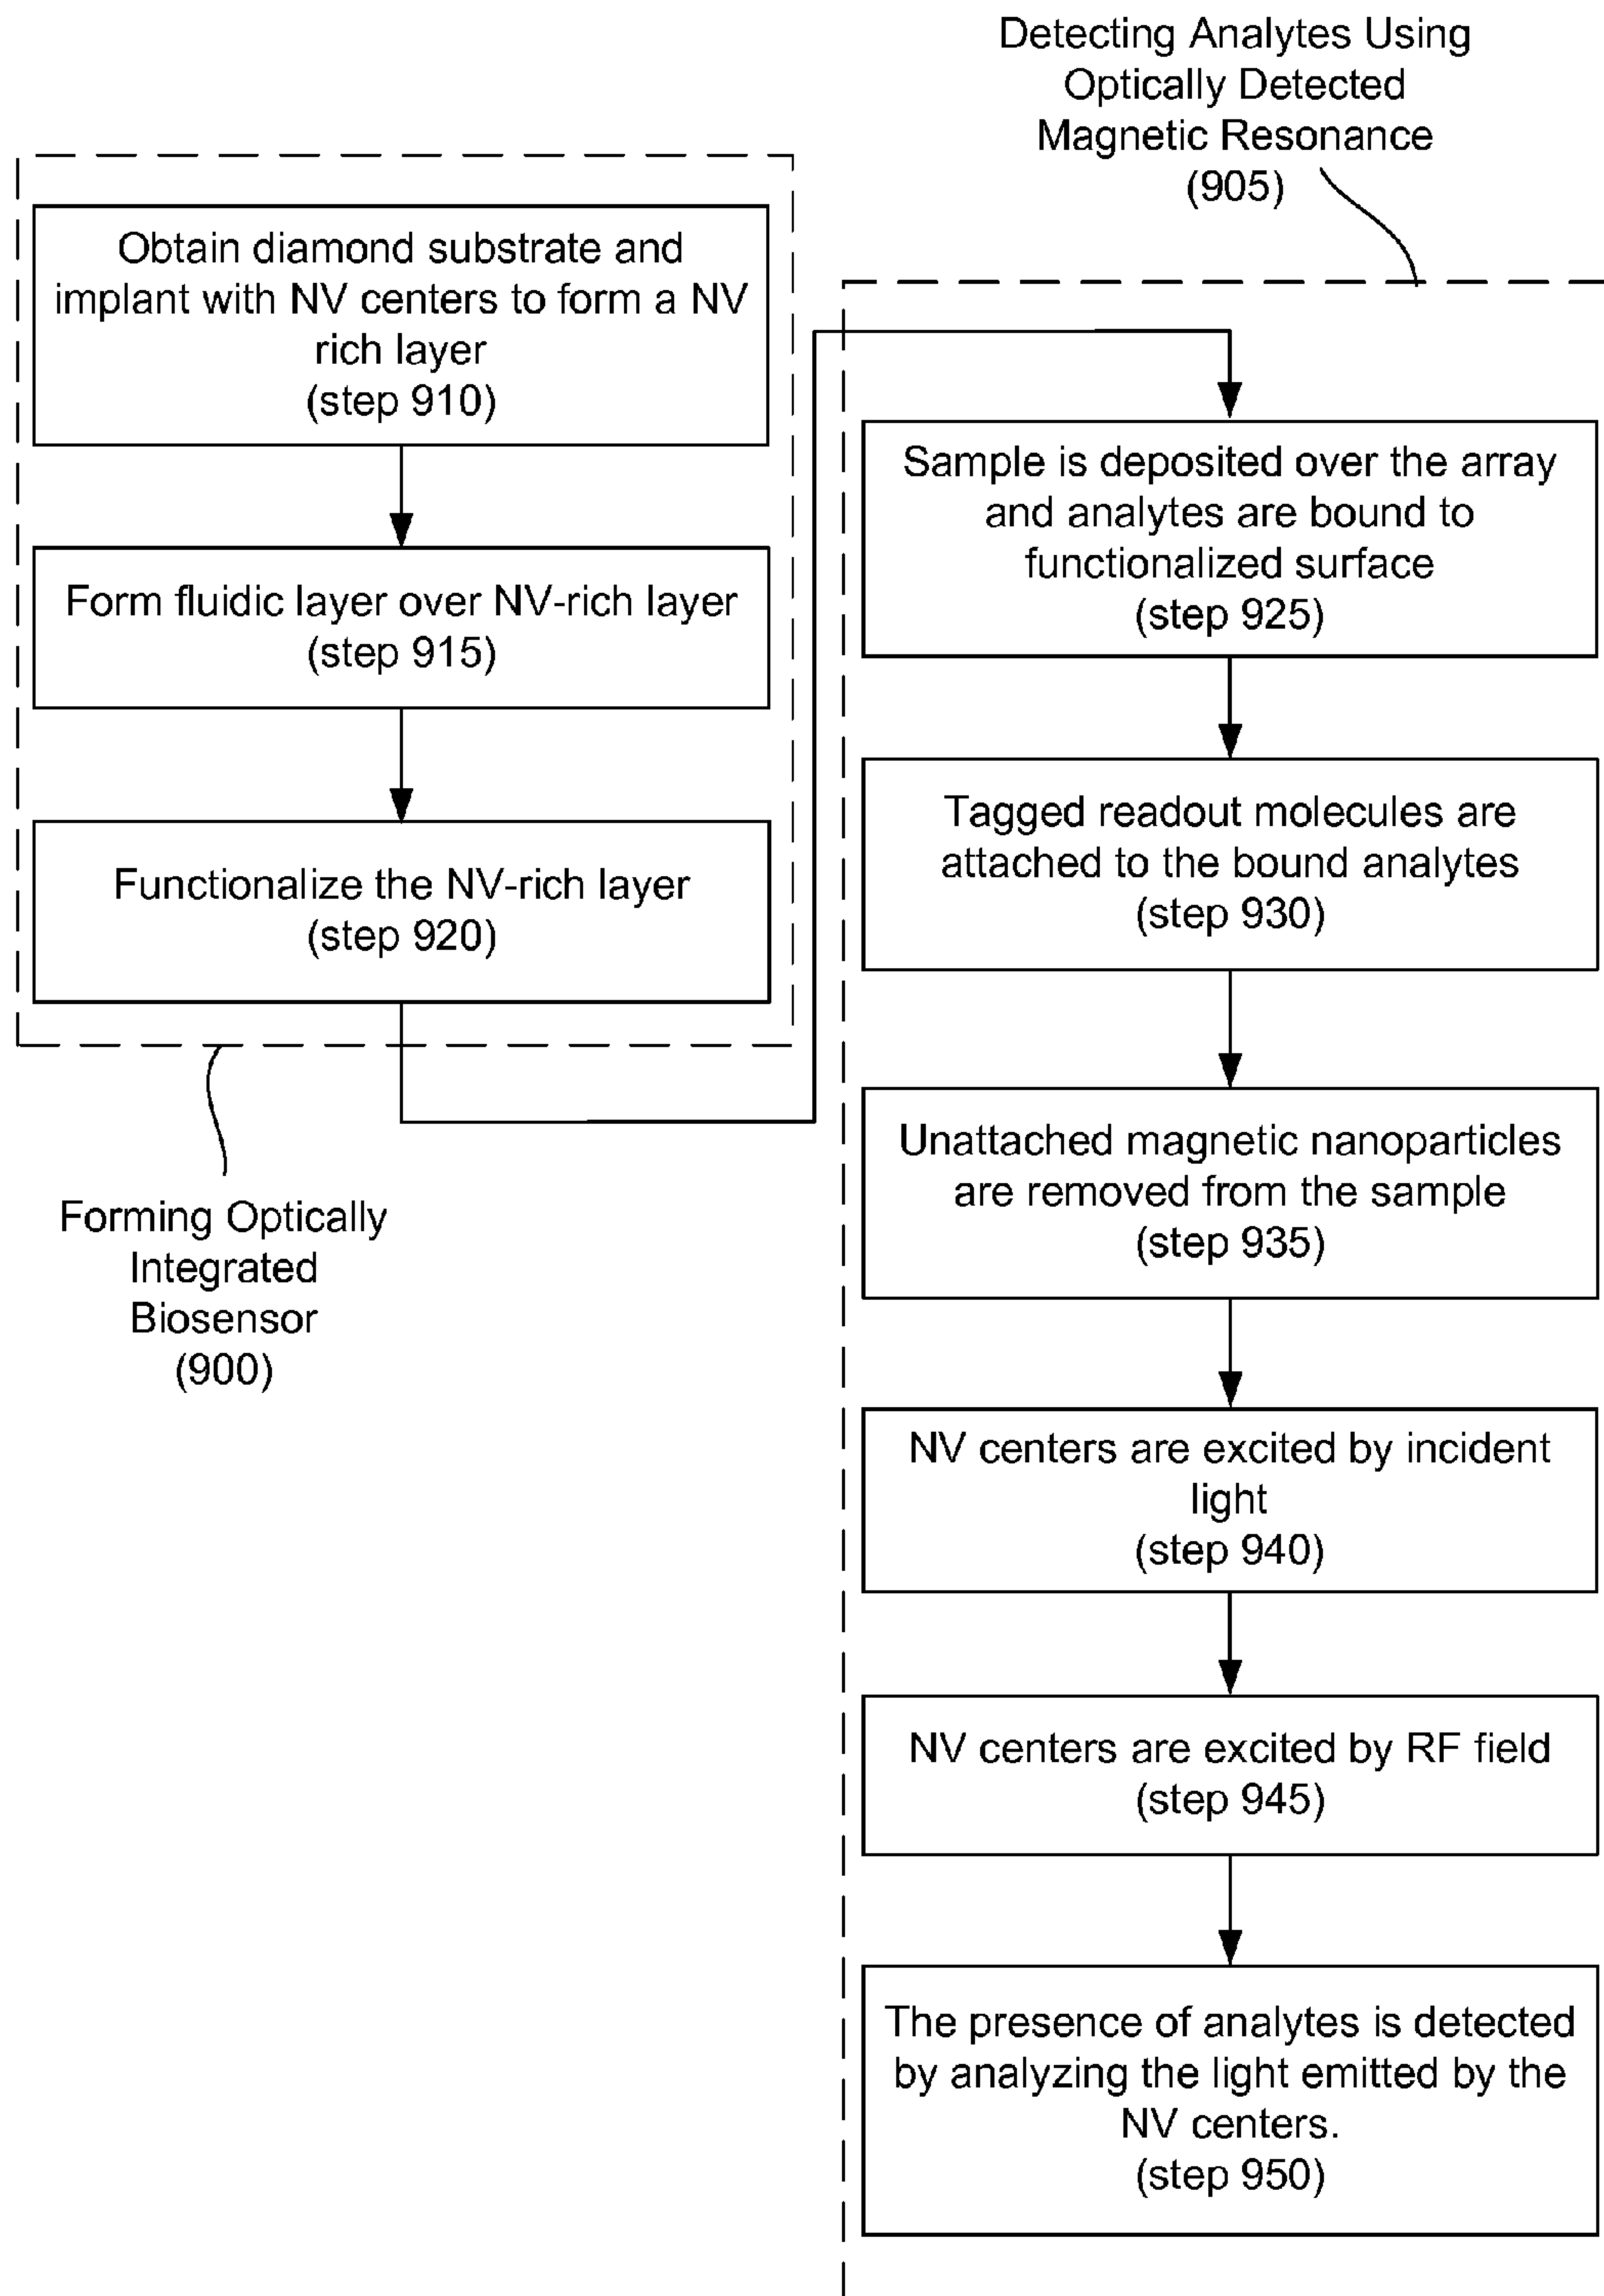 Detecting Analytes Using
Optically Detected
Magnetic Resonance
(905)
Obtain diamond substrate and
implant with NV centers to form a NV
rich layer
(step 910)
Form fluidic layer over NV-rich layer
(step 915)
Functionalize the NV-rich layer
(step 920)
Forming Optically
Integrated
Biosensor
(900)
Sample is deposited over the array
and analytes are bound to
functionalized surface
(step 925)
Tagged readout molecules are
attached to the bound analytes
(step 930)
Unattached magnetic nanoparticles
are removed from the sample
(step 935)
NV centers are excited by incident
light
(step 940)
NV centers are excited by RF field
(step 945)
The presence of analytes is detected
by analyzing the light emitted by the
NV centers.
(step 950)